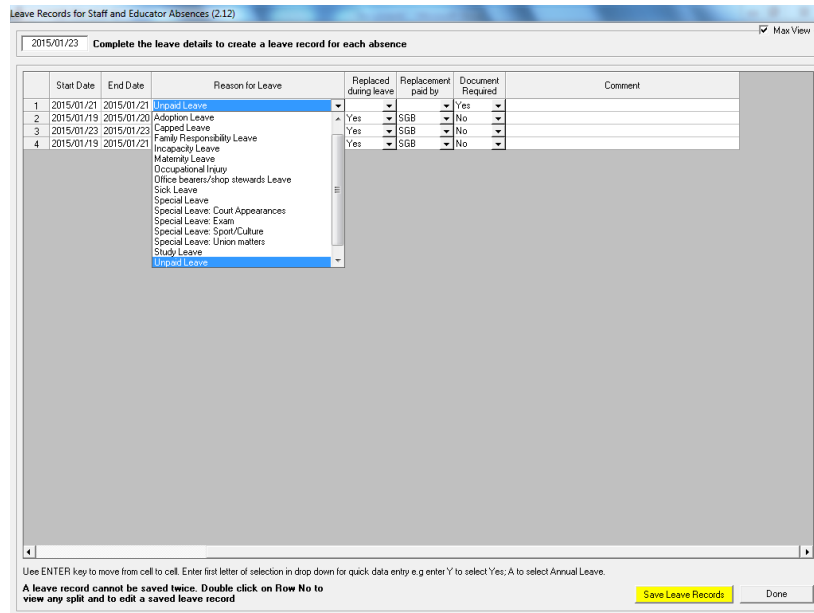 Leave Records for Staff and Educator Absences (2.12)
Max View
2015/01/23 Complete the leave details to create a leave record for each absence
Start Date End Date Reason for Leave Replaced during leave Replacement paid by Document Required Comment
1 2015/01/21 2015/01/21 Unpaid Leave Yes
2 2015/01/19 2015/01/20 Adoption Leave Yes SGB No
Capped Leave
3 2015/01/23 2015/01/23 Family Responsibility Leave Yes SGB No
Incapacity Leave
4 2015/01/19 2015/01/21 Yes SGB No
Maternity Leave
Occupational Injury
Office bearers/shop stewards Leave
Sick Leave
Special Leave
Special Leave: Court Appearances
Special Leave: Exam
Special Leave: Sport/Culture
Special Leave: Union matters
Study Leave
Unpaid Leave
Use ENTER key to move from cell to cell. Enter first letter of selection in drop down for quick data entry e.g enter Y to select Yes; A to select Annual Leave.
A leave record cannot be saved twice. Double click on Row No to
view any split and to edit a saved leave record
Save Leave Records Done